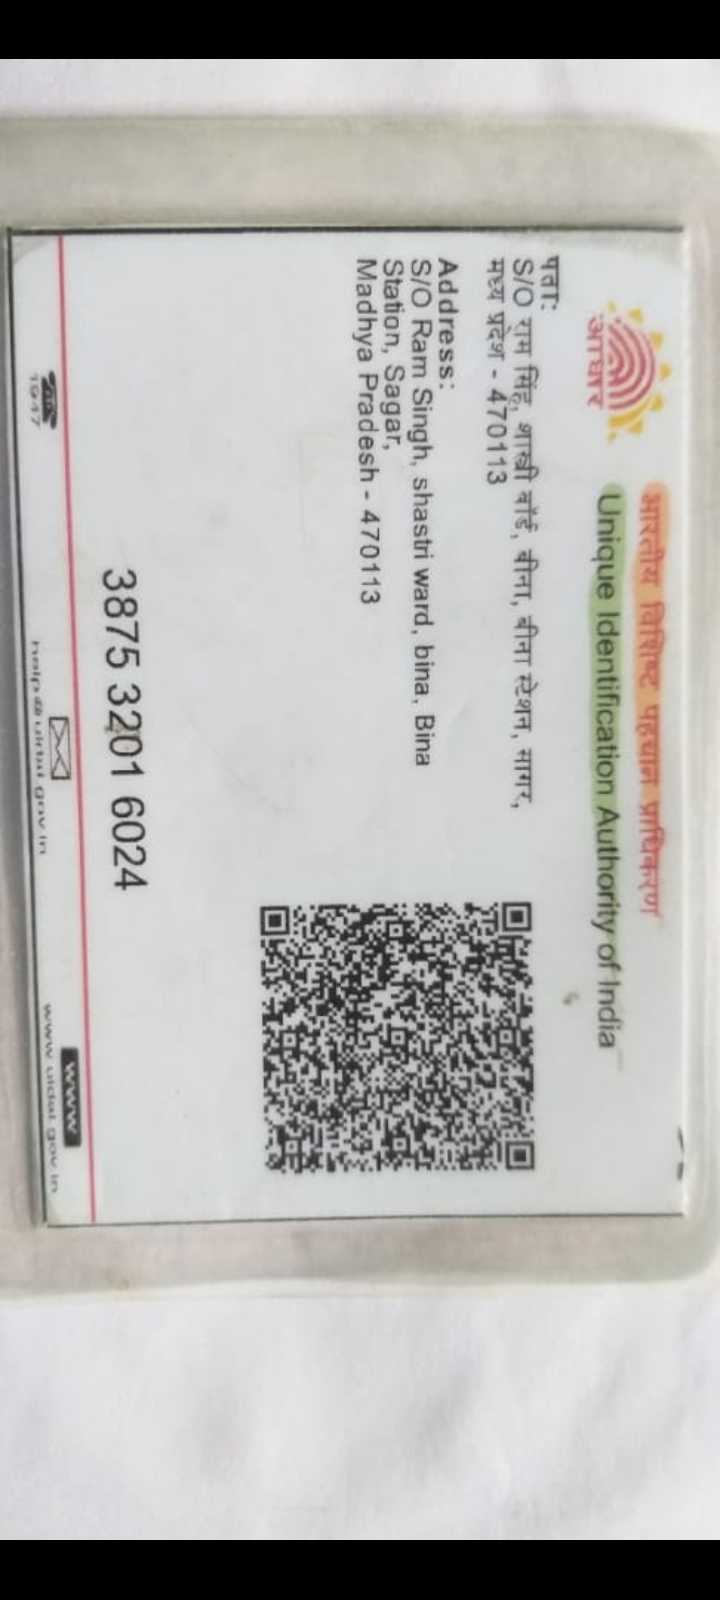 भारतीय विशिष्ट पहचान प्राधिकरण
Unique Identification Authority of India
आधार
पता:
S/O राम सिंह, शास्त्री वॉर्ड, बीना, बीना स्टेशन, सागर,
मध्य प्रदेश - 470113
Address:
S/O Ram Singh, shastri ward, bina, Bina
Station, Sagar,
Madhya Pradesh - 470113
3875 3201 6024
1947
help@uidai.gov.in
WWW
www.uidai.gov.in